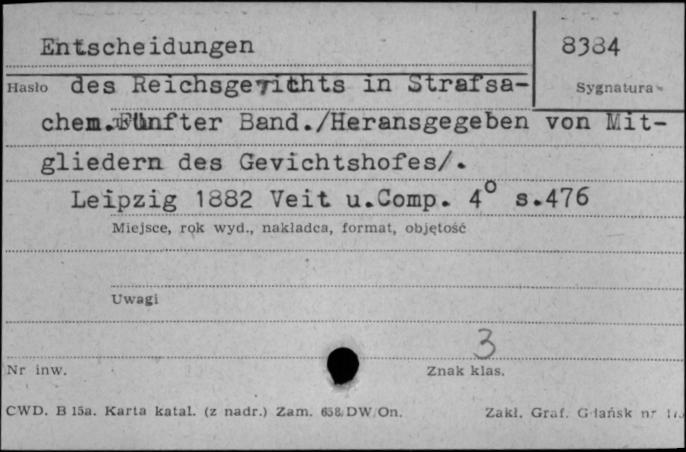 Entscheidungen 8384
Hasło des Reichsgerichts in Strafsa- Sygnatura
chem. Fünfter Band./Heransgegeben von Mit-
gliedern des Gevichtshofes/.
Leipzig 1882 Veit u.Comp. 4° s.476
Miejsce, rok wyd., nakładca, format, objętość
Uwagi
3
Nr inw. Znak klas.
CWD. B 15a. Karta katal. (z nadr.) Zam. 658/DW/On. Zakł. Graf. Gdańsk nr